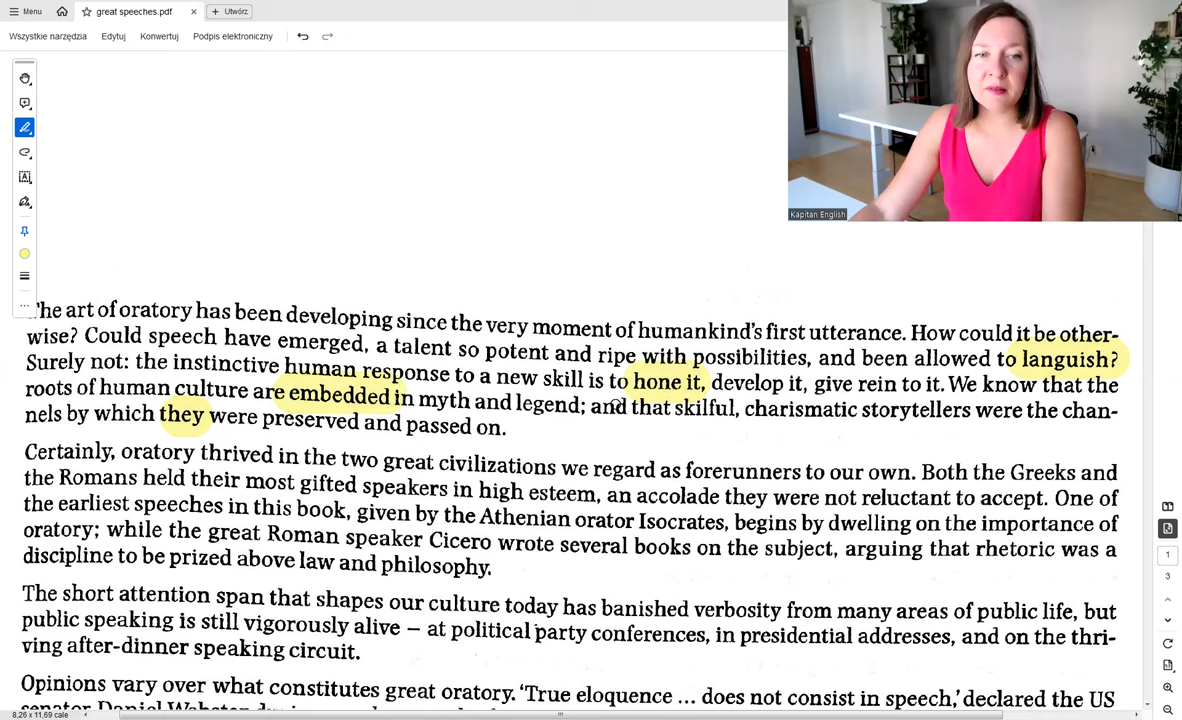 Menu
great speeches.pdf
Utwórz
Wszystkie narzędzia Edytuj Konwertuj Podpis elektroniczny
Kapitan English
The art of oratory has been developing since the very moment of humankind's first utterance. How could it be other-
wise? Could speech have emerged, a talent so potent and ripe with possibilities, and been allowed to languish?
Surely not: the instinctive human response to a new skill is to hone it, develop it, give rein to it. We know that the
roots of human culture are embedded in myth and legend; and that skilful, charismatic storytellers were the chan-
nels by which they were preserved and passed on.
Certainly, oratory thrived in the two great civilizations we regard as forerunners to our own. Both the Greeks and
the Romans held their most gifted speakers in high esteem, an accolade they were not reluctant to accept. One of
the earliest speeches in this book, given by the Athenian orator Isocrates, begins by dwelling on the importance of
oratory; while the great Roman speaker Cicero wrote several books on the subject, arguing that rhetoric was a
discipline to be prized above law and philosophy.
The short attention span that shapes our culture today has banished verbosity from many areas of public life, but
public speaking is still vigorously alive – at political party conferences, in presidential addresses, and on the thri-
ving after-dinner speaking circuit.
Opinions vary over what constitutes great oratory. 'True eloquence ... does not consist in speech,' declared the US
senator Daniel Webster
1
3
8,26 x 11,69 cale